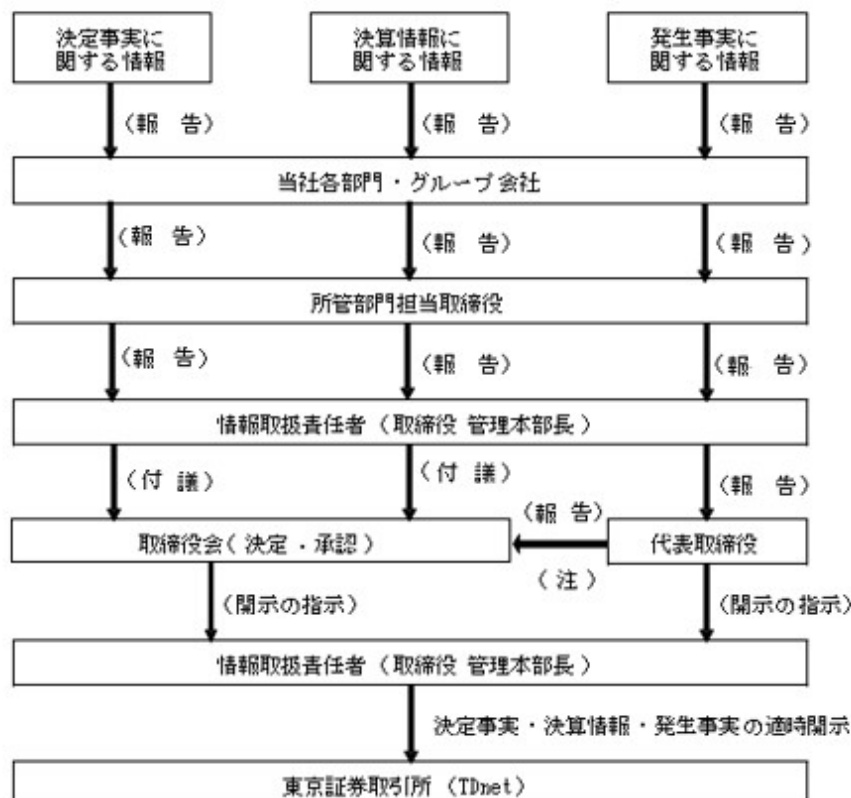 決定事実に
関する情報
決算情報に
関する情報
発生事実に
関する情報
（報　告）
（報　告）
（報　告）
当社各部門・グループ会社
（報　告）
（報　告）
（報　告）
所管部門担当取締役
（報　告）
（報　告）
（報　告）
情報取扱責任者（取締役 管理本部長）
（付　議）
（付　議）
（報　告）
取締役会（決定・承認）
（報　告）
（注）
代表取締役
（開示の指示）
（開示の指示）
情報取扱責任者（取締役 管理本部長）
決定事実・決算情報・発生事実の適時開示
東京証券取引所（TDnet）